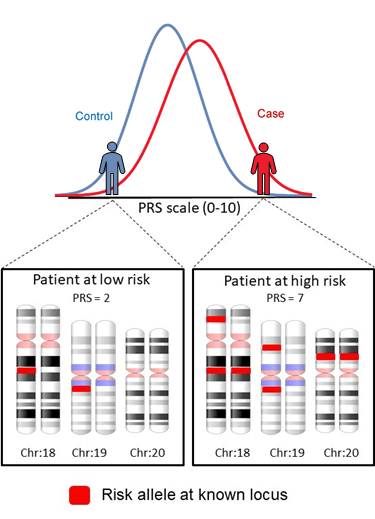 Control
Case
PRS scale (0-10)
Patient at low risk
PRS = 2
Chr:18
Chr:19
Chr:20
Patient at high risk
PRS = 7
Chr:18
Chr:19
Chr:20
Risk allele at known locus